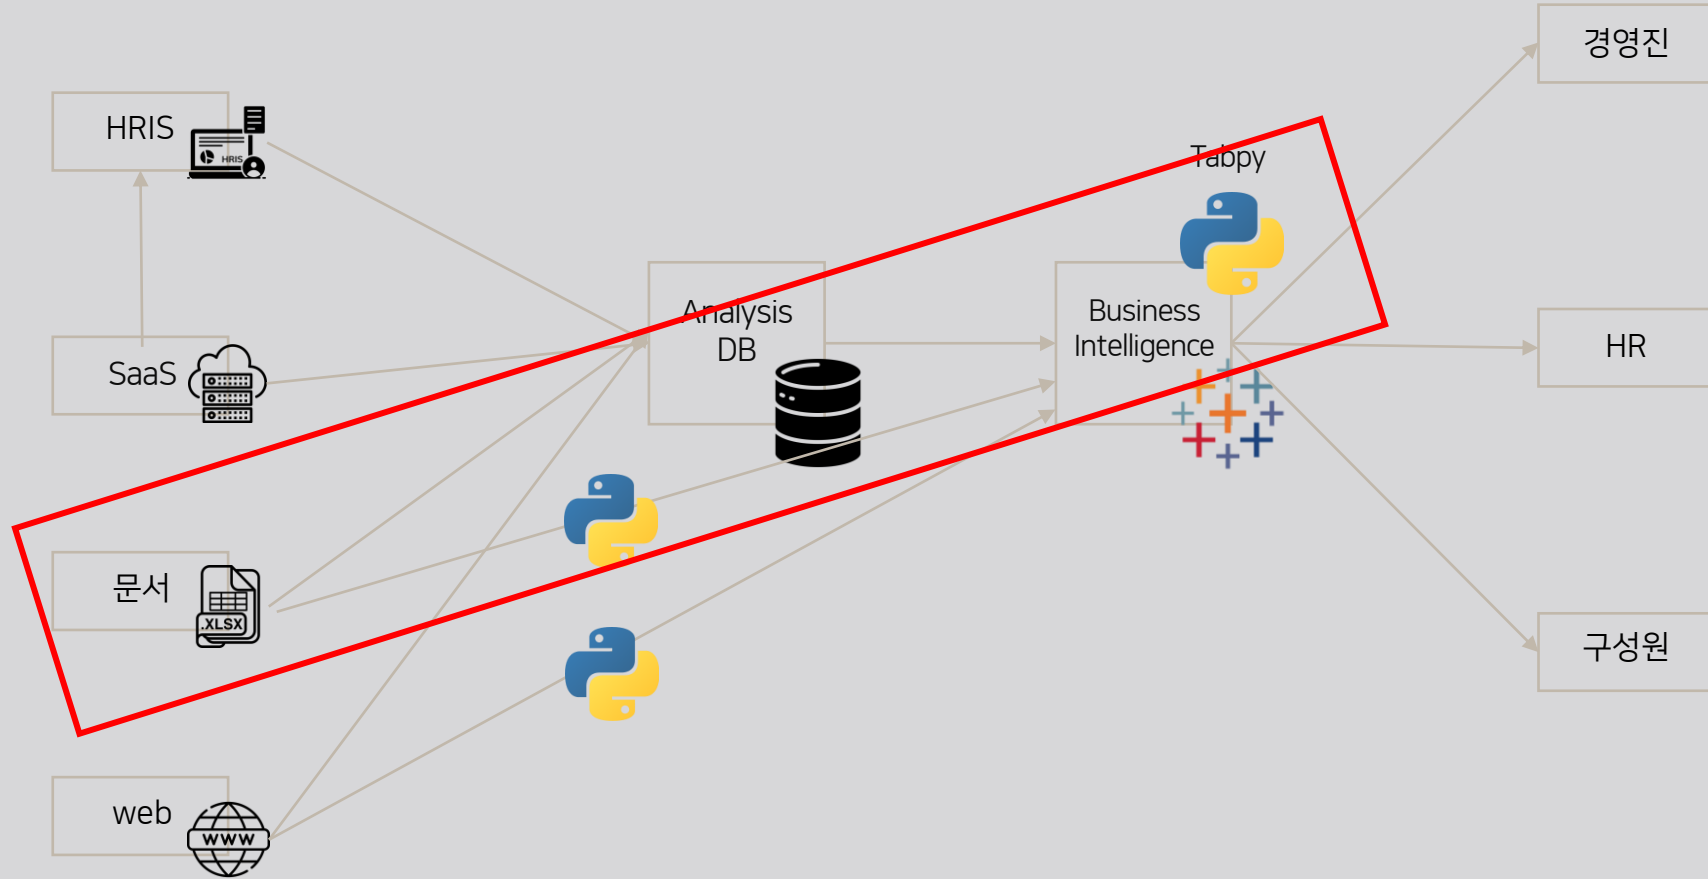 경영진
HRIS
HRIS
Tabpy
Analysis
DB
Business
Intelligence
HR
SaaS
문서
.XLSX
구성원
web
WWW